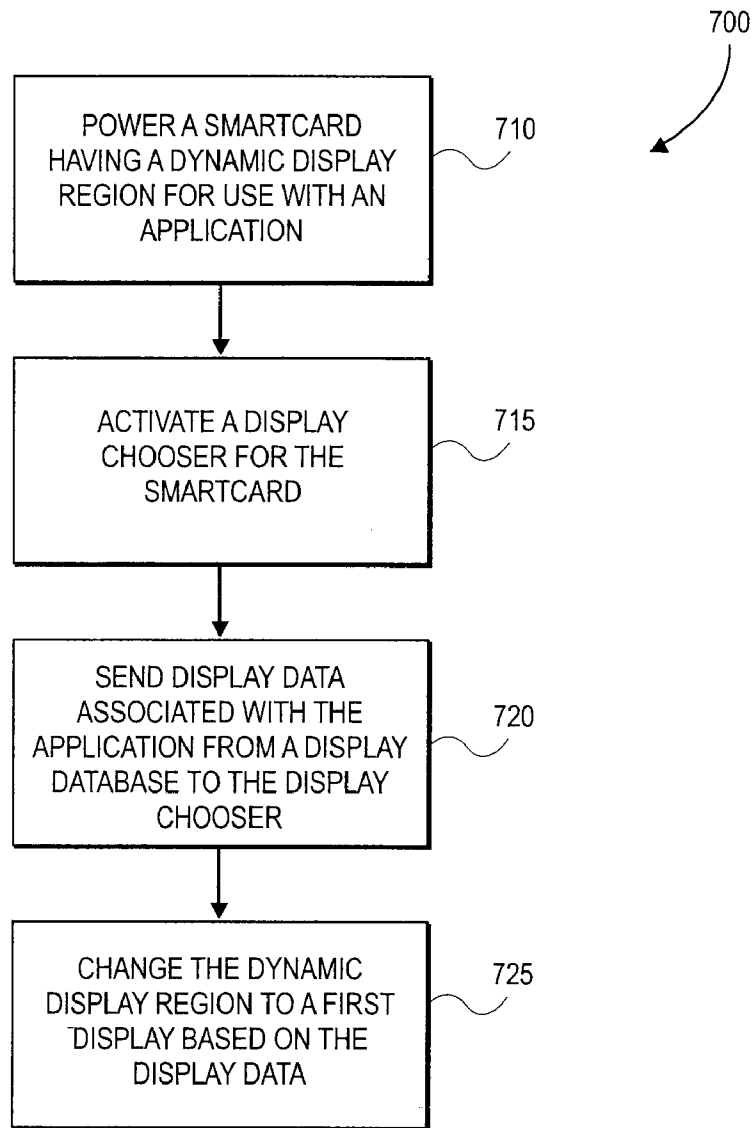 700
POWER A SMARTCARD
HAVING A DYNAMIC DISPLAY
REGION FOR USE WITH AN
APPLICATION
710
ACTIVATE A DISPLAY
CHOOSER FOR THE
SMARTCARD
715
SEND DISPLAY DATA
ASSOCIATED WITH THE
APPLICATION FROM A DISPLAY
DATABASE TO THE DISPLAY
CHOOSER
720
CHANGE THE DYNAMIC
DISPLAY REGION TO A FIRST
DISPLAY BASED ON THE
DISPLAY DATA
725